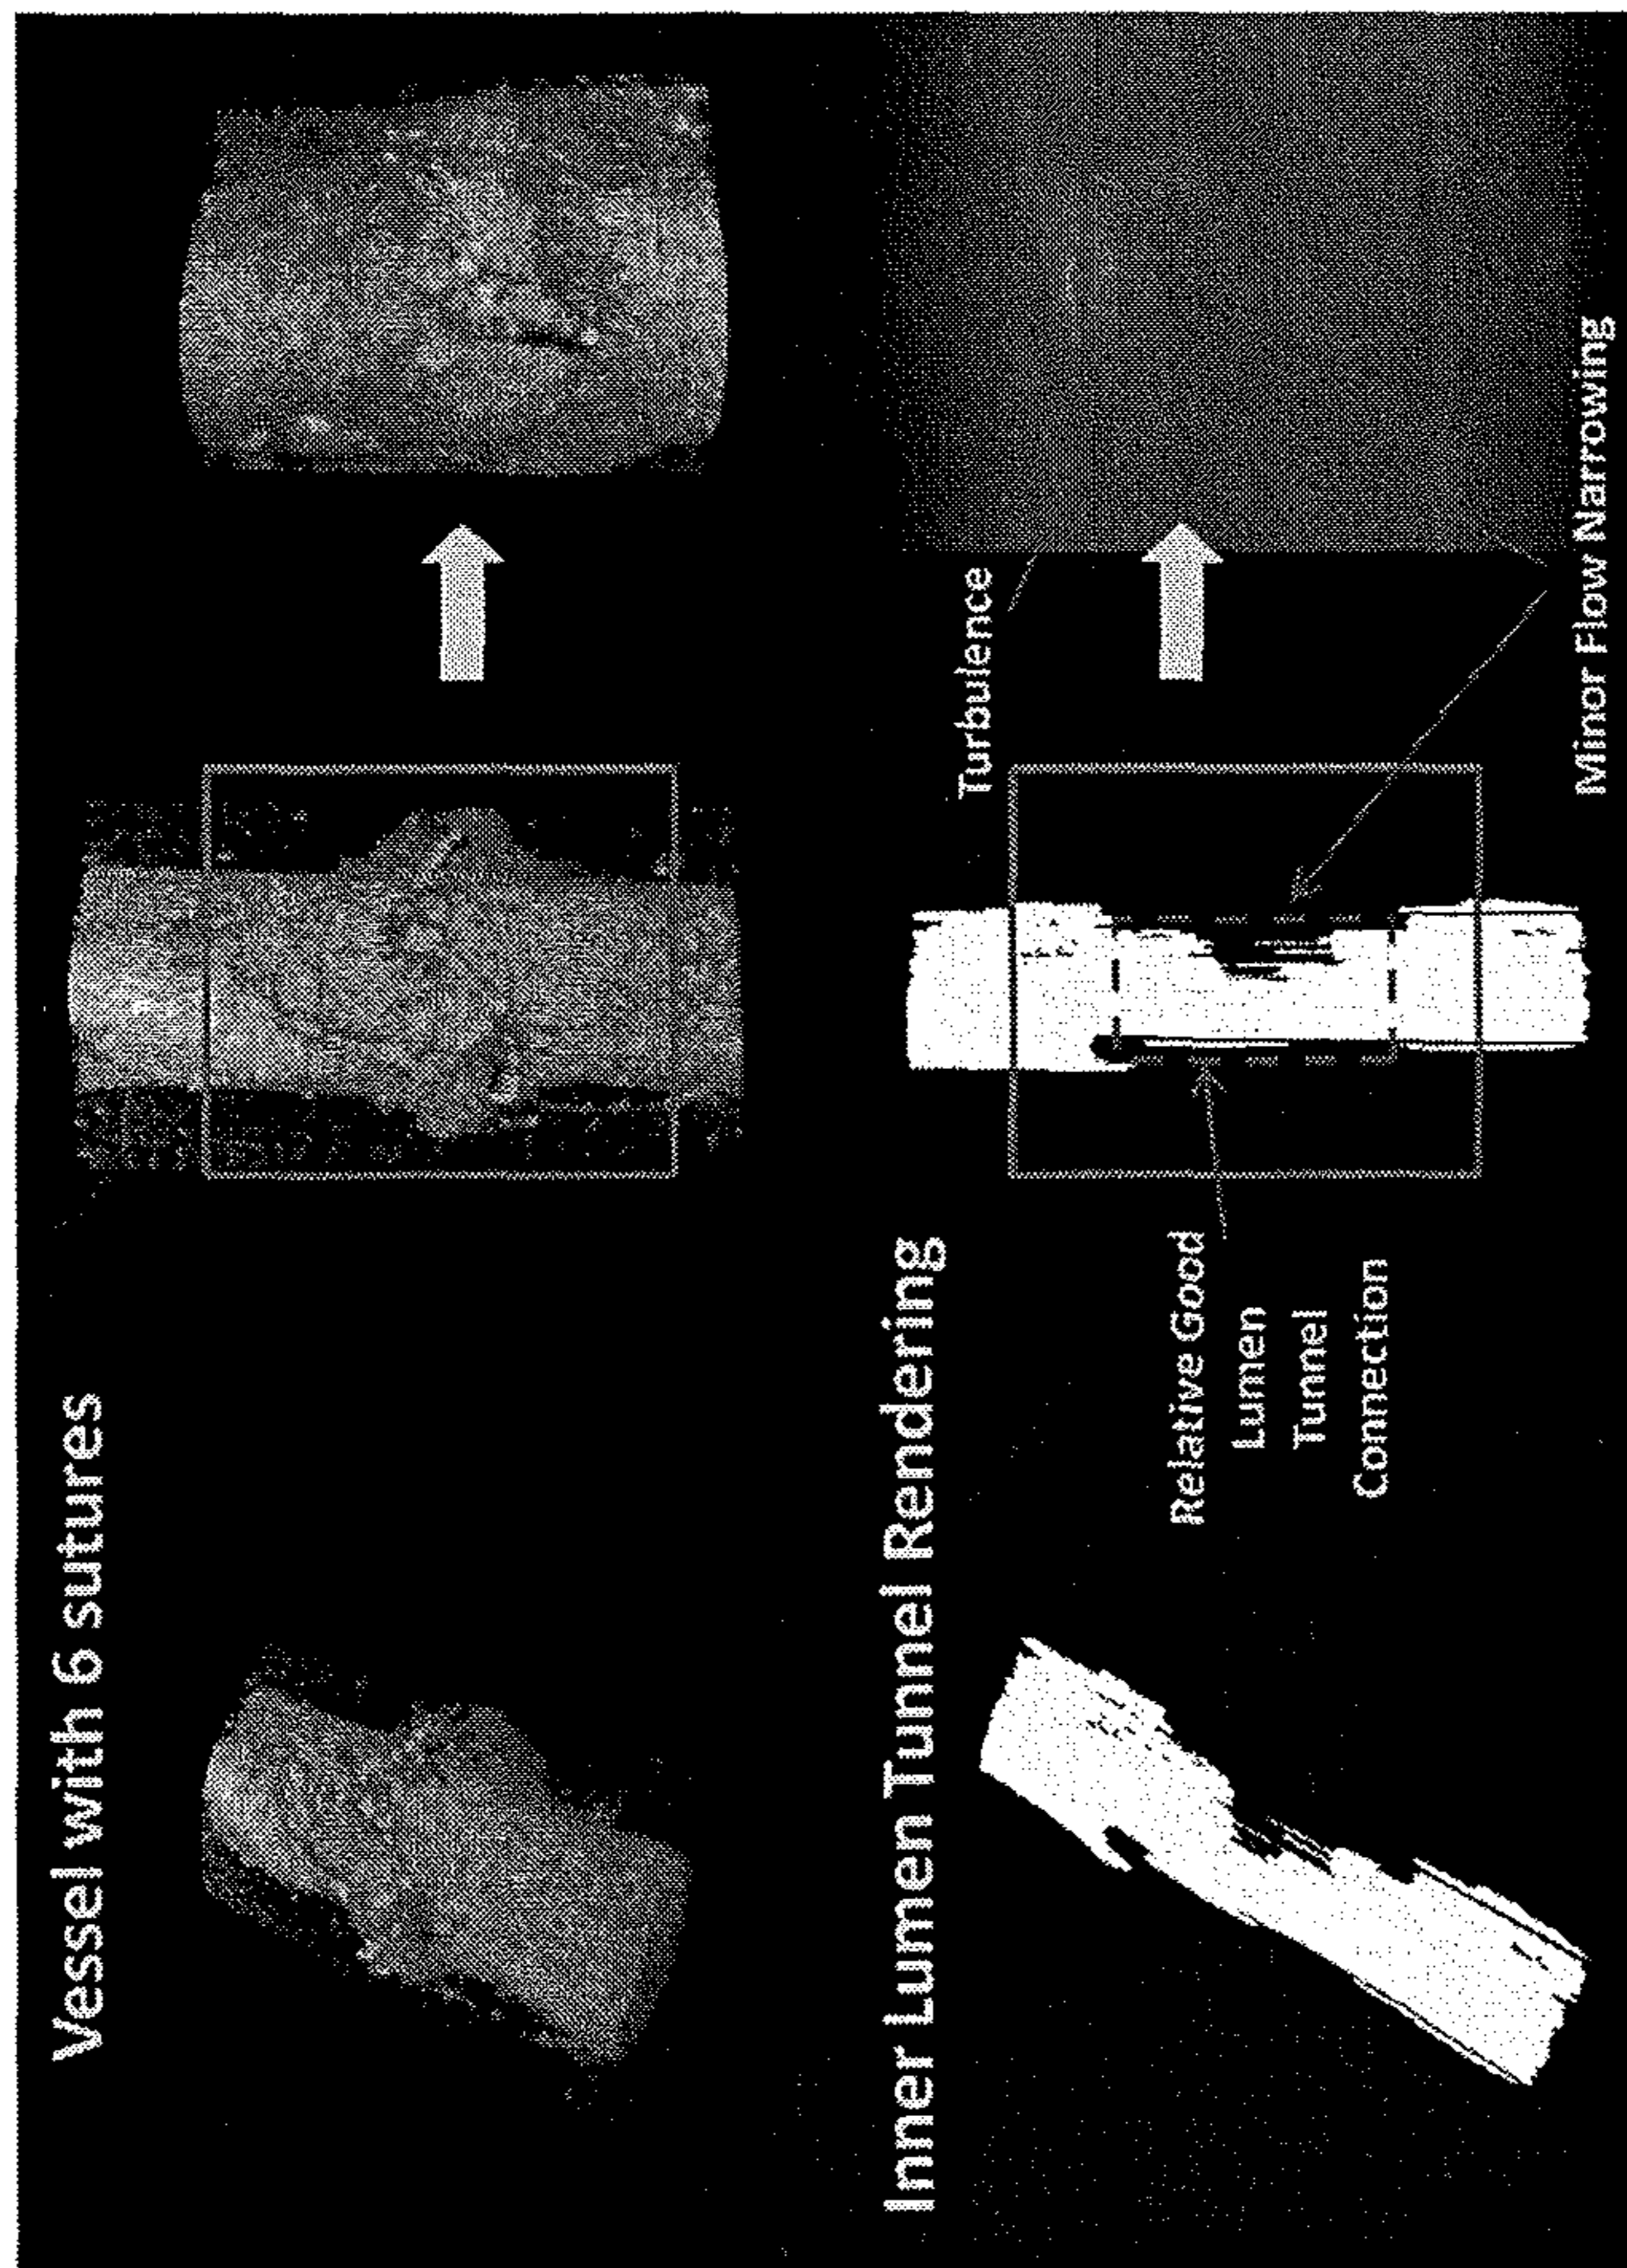 Vessel with 6 sutures
Inner Lumen Tunnel Rendering
Turbulence
Relative Good
Lumen
Tunnel
Connection
Minor Flow Narrowing